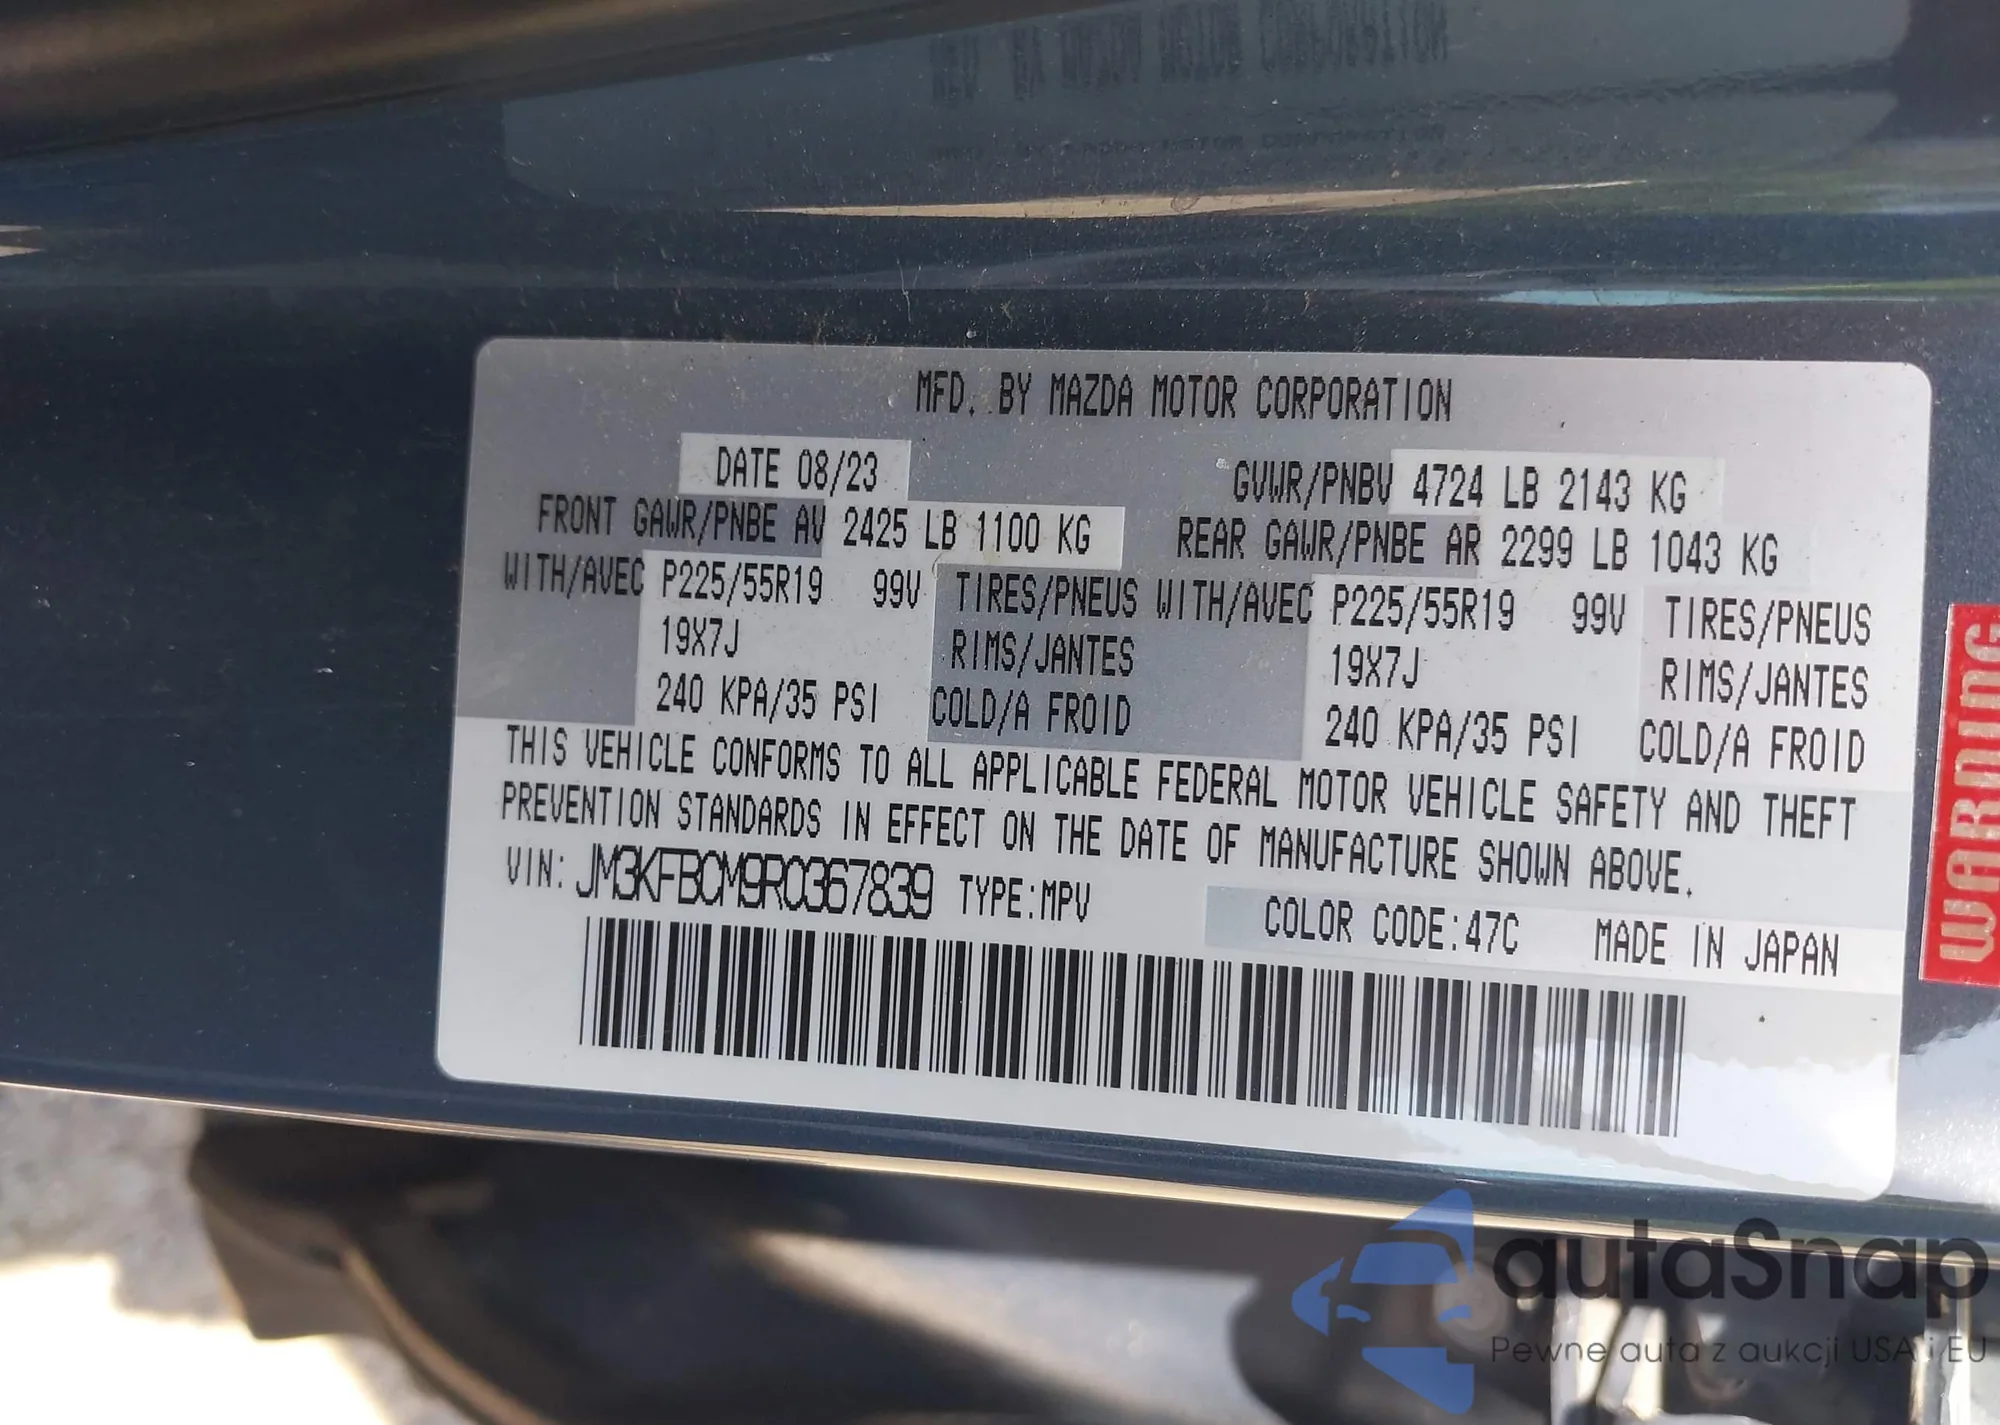 MFD. BY MAZDA MOTOR CORPORATION
DATE 08/23 GVWR/PNBV 4724 LB 2143 KG
FRONT GAWR/PNBE AV 2425 LB 1100 KG REAR GAWR/PNBE AR 2299 LB 1043 KG
WITH/AVEC P225/55R19 99V TIRES/PNEUS WITH/AVEC P225/55R19 99V TIRES/PNEUS
19X7J RIMS/JANTES 19X7J RIMS/JANTES
240 KPA/35 PSI COLD/A FROID 240 KPA/35 PSI COLD/A FROID
THIS VEHICLE CONFORMS TO ALL APPLICABLE FEDERAL MOTOR VEHICLE SAFETY AND THEFT
PREVENTION STANDARDS IN EFFECT ON THE DATE OF MANUFACTURE SHOWN ABOVE.
VIN: JM3KFBCM9R0367839 TYPE:MPV COLOR CODE:47C MADE IN JAPAN
WARNING
autaSnap
Pewne auta z aukcji USA i EU